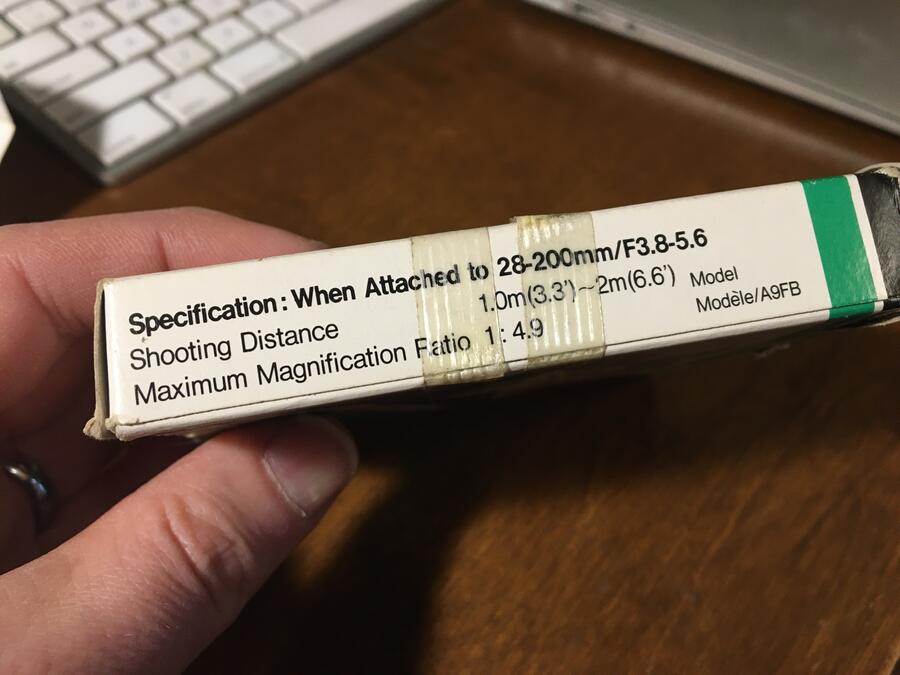 Specification: When Attached to 28-200mm/F3.8-5.6
Shooting Distance 1.0m(3.3')~2m(6.6')
Maximum Magnification Ratio 1:4.9
Model
Modèle/A9FB